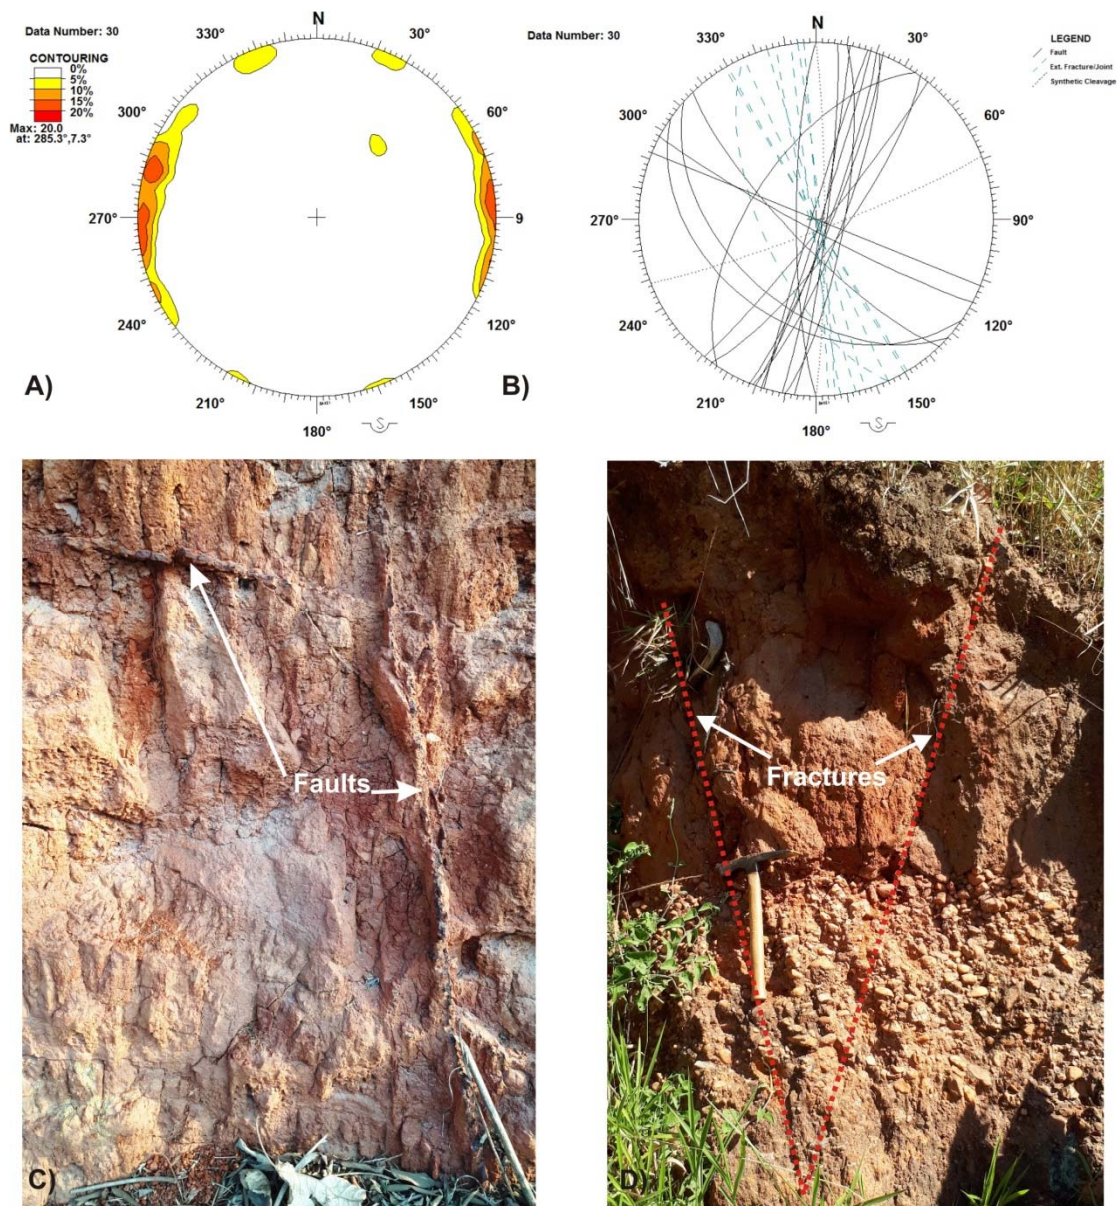 Data Number: 30
CONTOURING
0%
5%
10%
15%
20%
Max: 20.0
at: 285.3°,7.3°
N
30°
60°
9
120°
150°
180°
210°
240°
270°
300°
330°
A)
S
Data Number: 30
N
30°
60°
90°
120°
150°
180°
210°
240°
270°
300°
330°
LEGEND
Fault
Ext. Fracture/Joint
Synthetic Cleavage
B)
S
Faults
C)
Fractures
D)